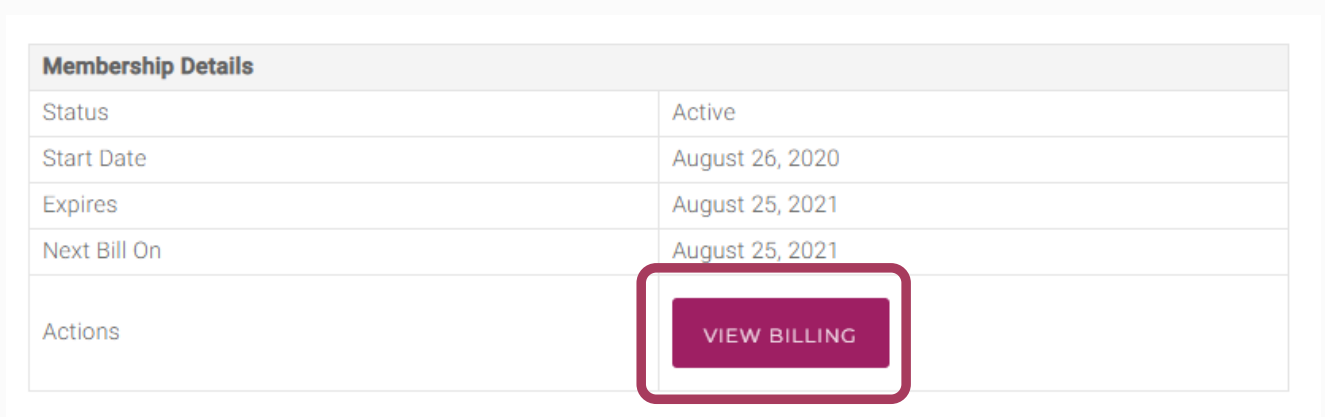 Membership Details
Status Active
Start Date August 26, 2020
Expires August 25, 2021
Next Bill On August 25, 2021
Actions VIEW BILLING